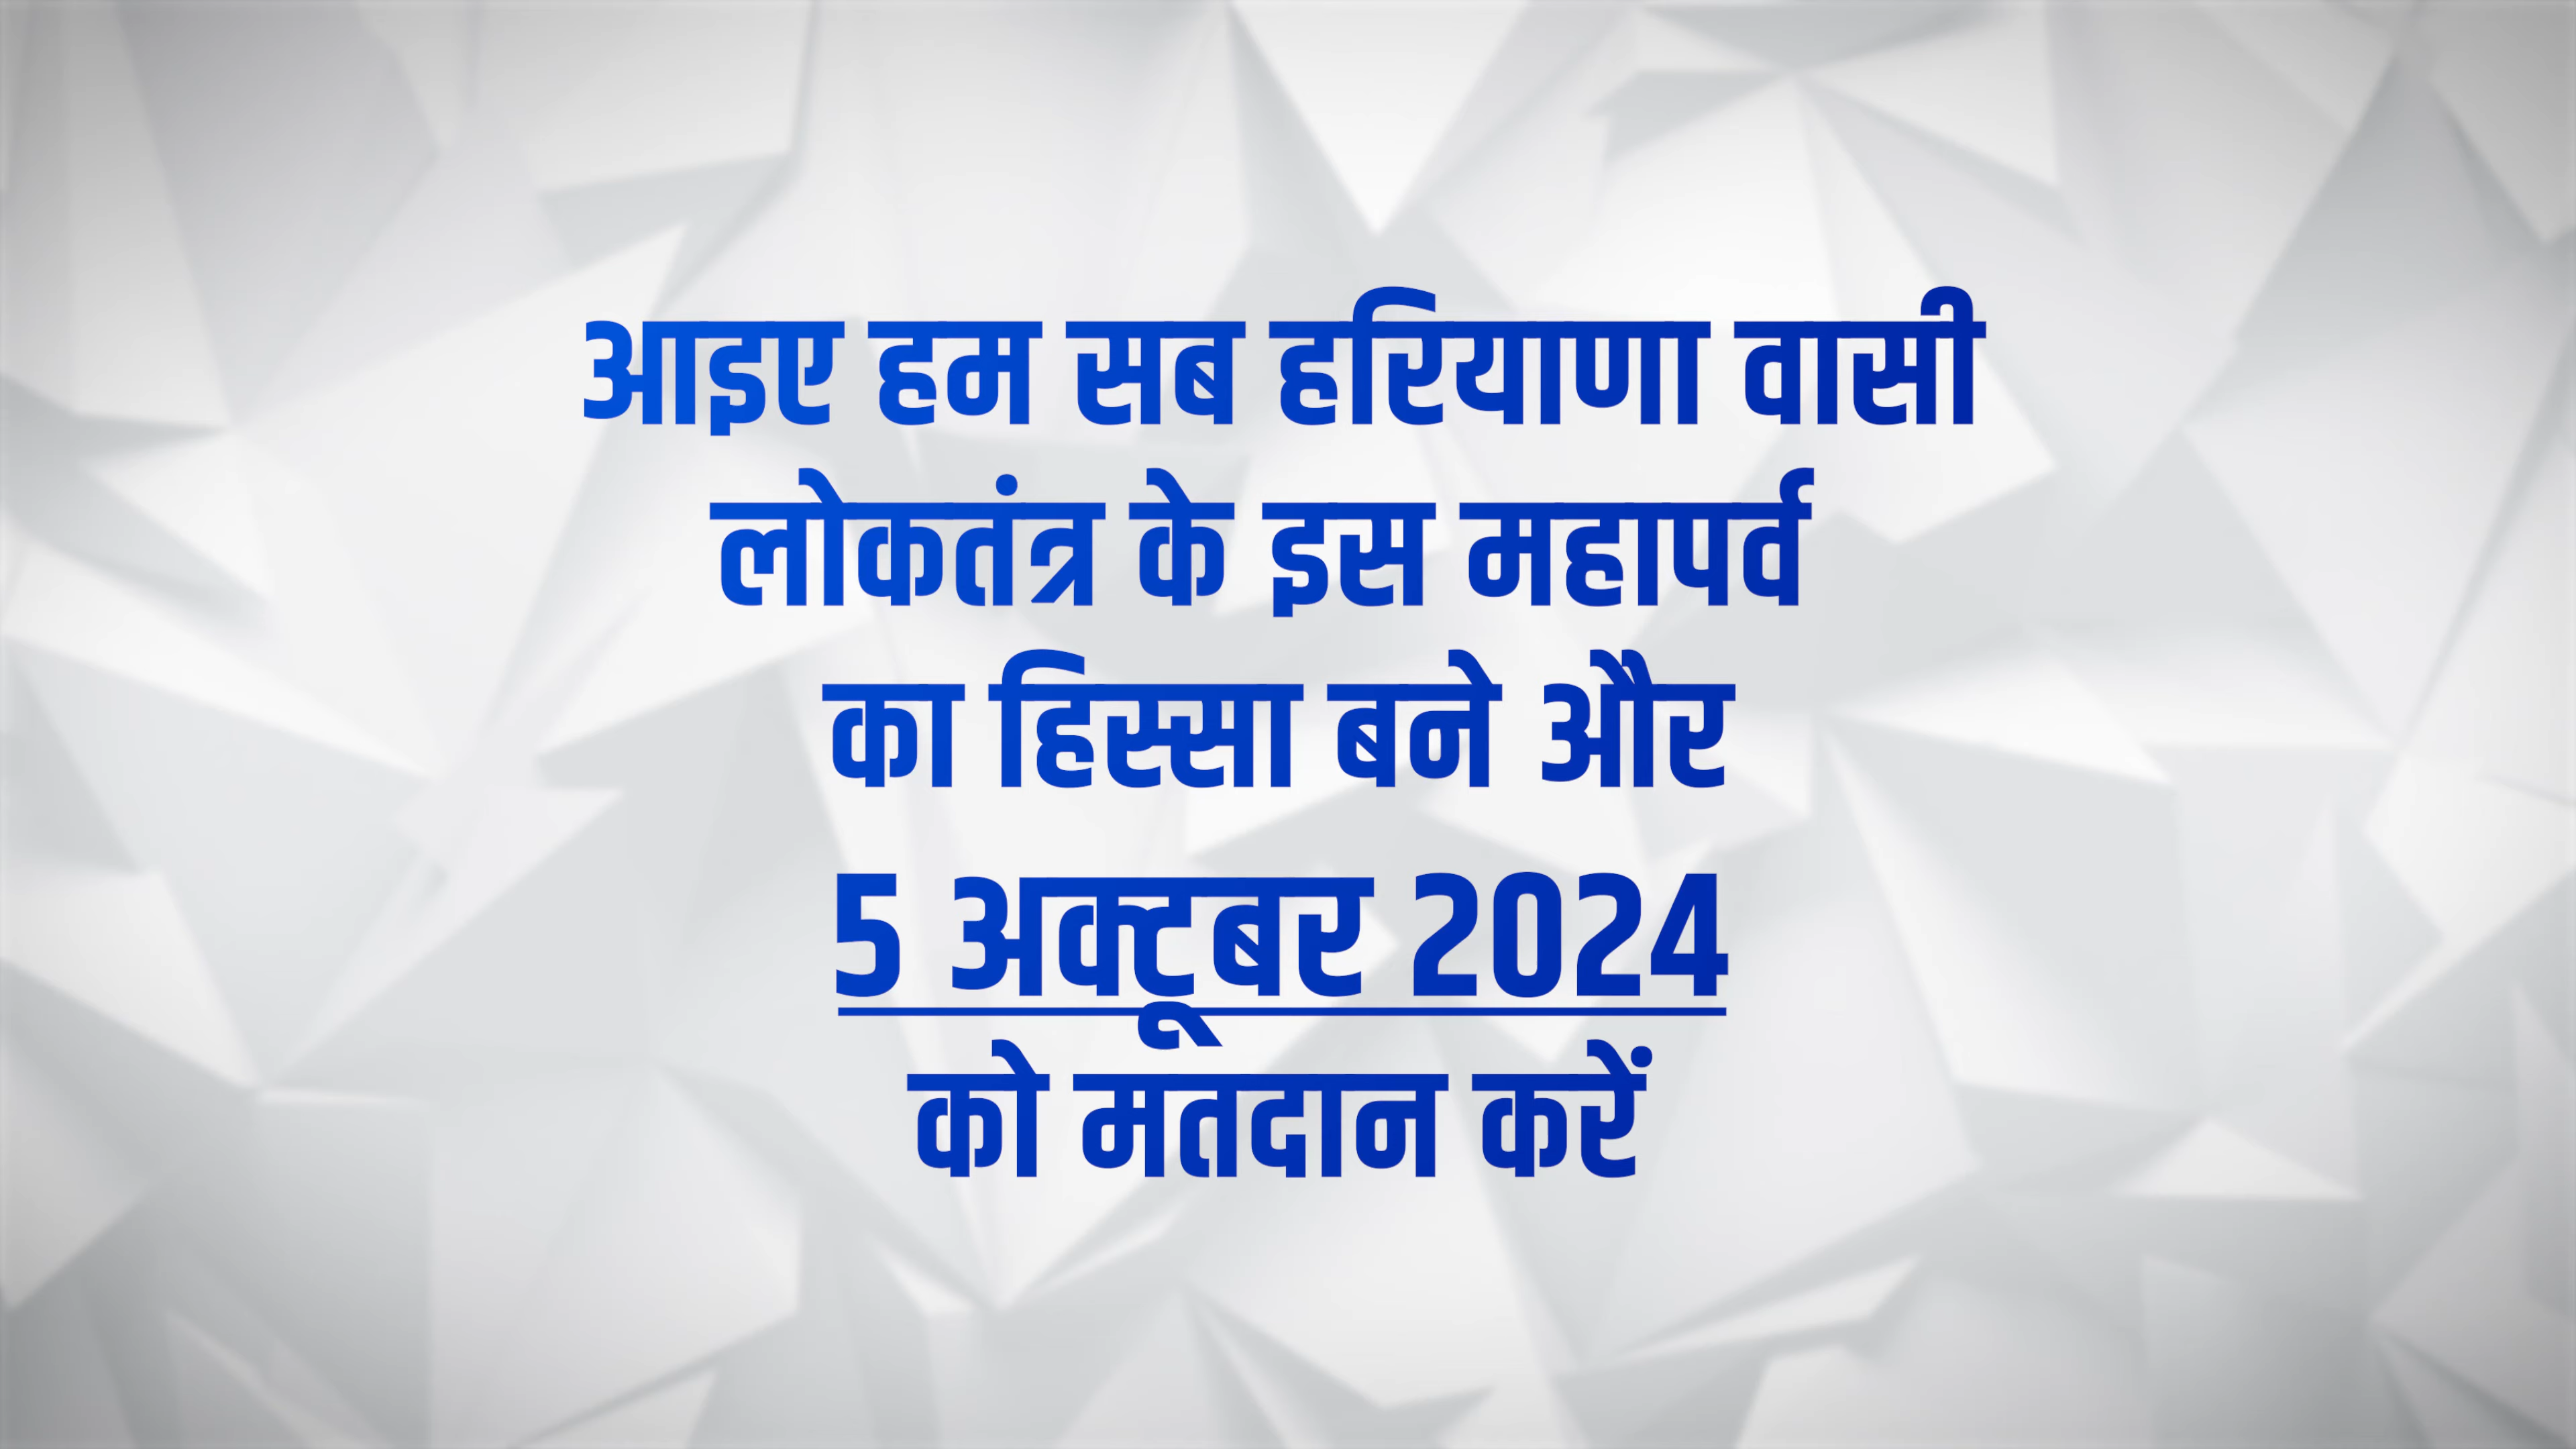 आइए हम सब हरियाणा वासी
लोकतंत्र के इस महापर्व
का हिस्सा बने और
5 अक्टूबर 2024
को मतदान करें